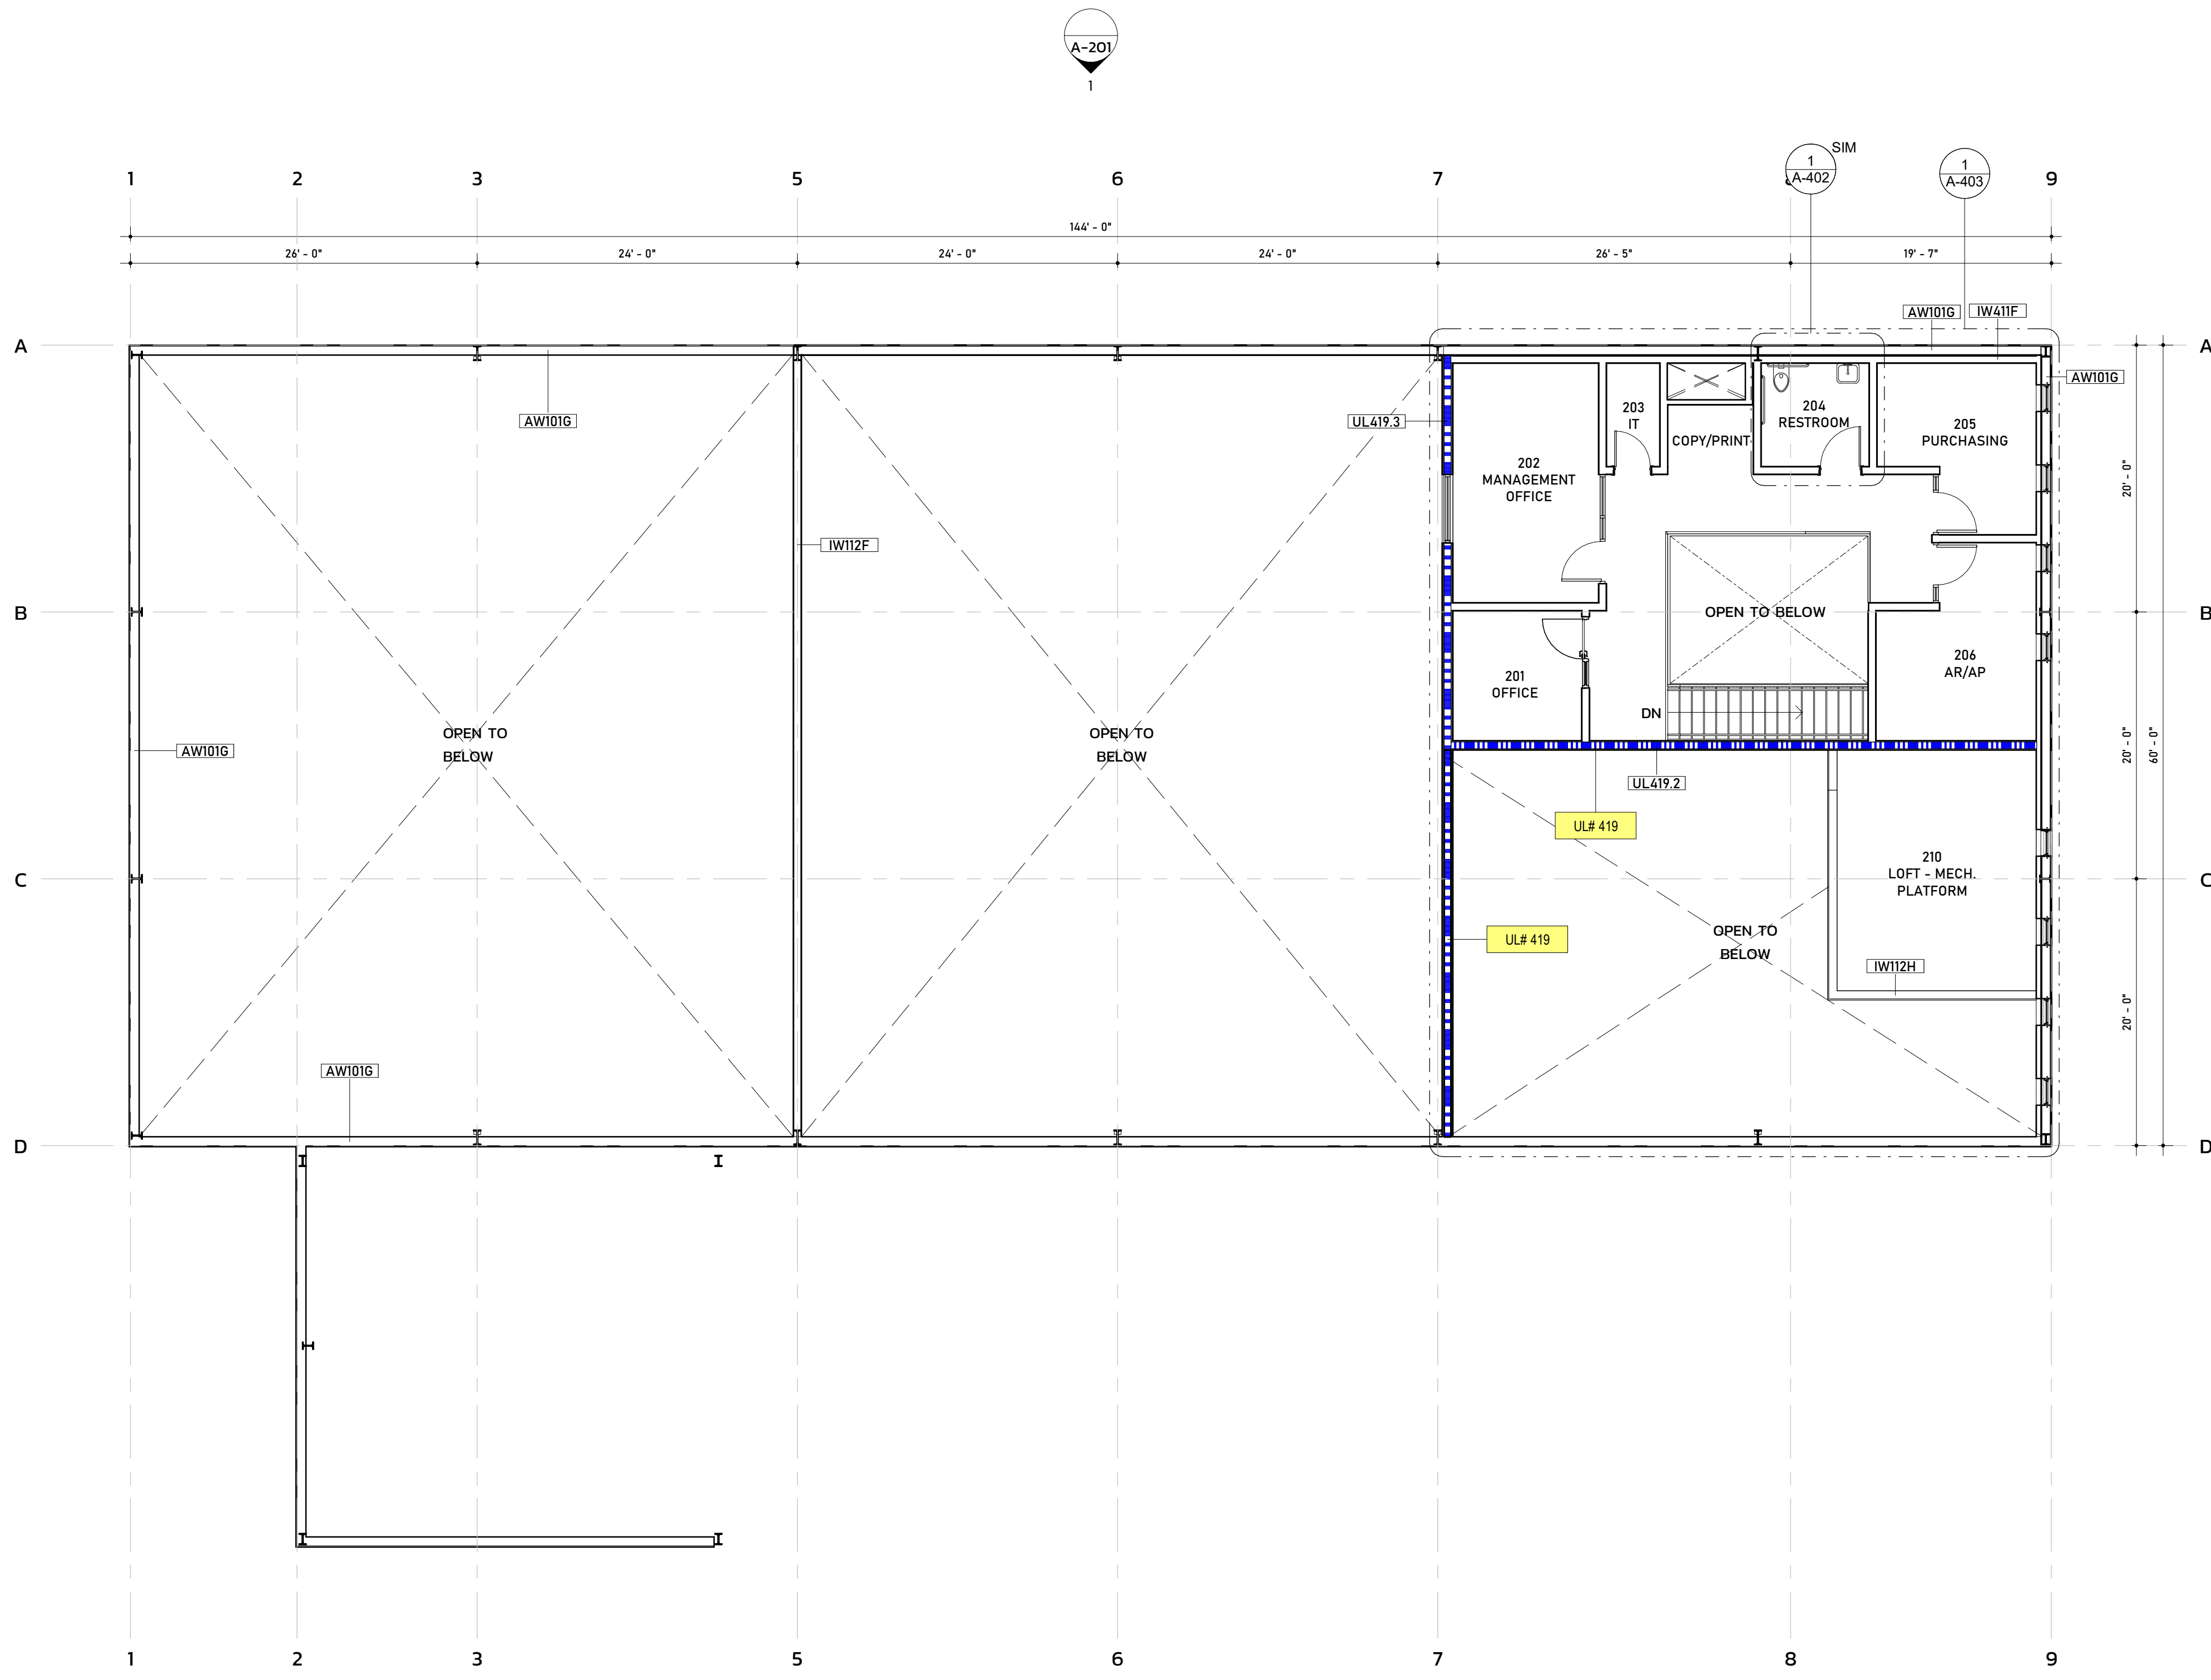 A-201
1
SIM
1
A-402
1
A-403
1 2 3 5 6 7 9
144' - 0"
26' - 0" 24' - 0" 24' - 0" 24' - 0" 26' - 5" 19' - 7"
AW101G IW411F
A A
AW101G
AW101G
UL419.3
203
IT
204
RESTROOM
COPY/PRINT
205
PURCHASING
202
MANAGEMENT
OFFICE
20' - 0"
IW112F
B B
OPEN TO BELOW
201
OFFICE
206
AR/AP
DN
OPEN TO
BELOW
OPEN TO
BELOW
AW101G
20' - 0"
60' - 0"
UL419.2
UL# 419
C C
210
LOFT - MECH.
PLATFORM
UL# 419
OPEN TO
BELOW
IW112H
20' - 0"
AW101G
D D
1 2 3 5 6 7 8 9